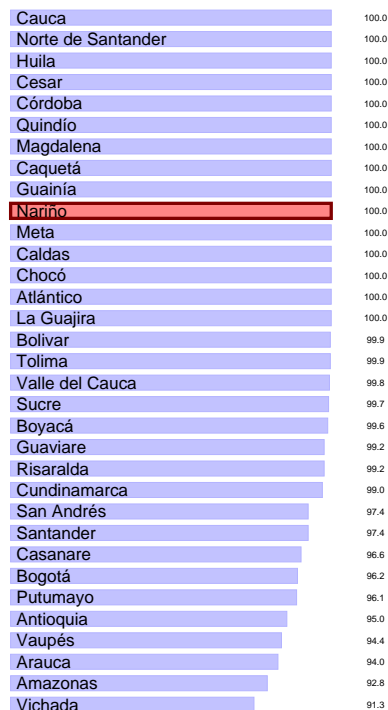 Cauca 100.0
Norte de Santander 100.0
Huila 100.0
Cesar 100.0
Córdoba 100.0
Quindío 100.0
Magdalena 100.0
Caquetá 100.0
Guainía 100.0
Nariño 100.0
Meta 100.0
Caldas 100.0
Chocó 100.0
Atlántico 100.0
La Guajira 100.0
Bolivar 99.9
Tolima 99.9
Valle del Cauca 99.8
Sucre 99.7
Boyacá 99.6
Guaviare 99.2
Risaralda 99.2
Cundinamarca 99.0
San Andrés 97.4
Santander 97.4
Casanare 96.6
Bogotá 96.2
Putumayo 96.1
Antioquia 95.0
Vaupés 94.4
Arauca 94.0
Amazonas 92.8
Vichada 91.3